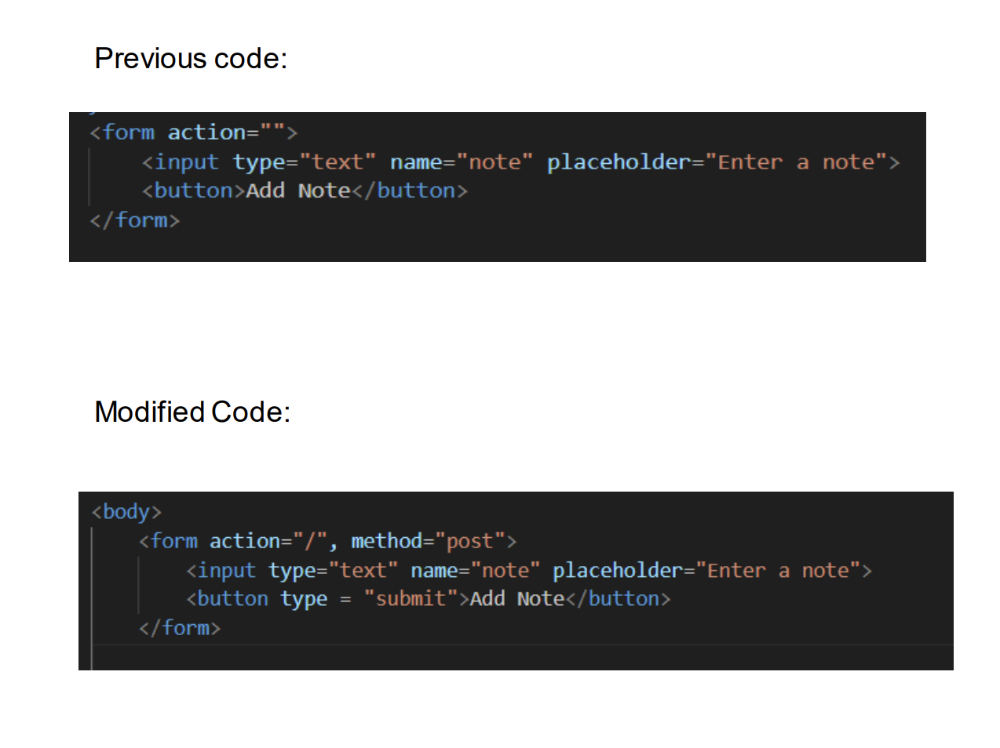 Previous code:
<form action="">
<input type="text" name="note" placeholder="Enter a note">
<button>Add Note</button>
</form>
Modified Code:
<body>
<form action="/", method="post">
<input type="text" name="note" placeholder="Enter a note">
<button type = "submit">Add Note</button>
</form>